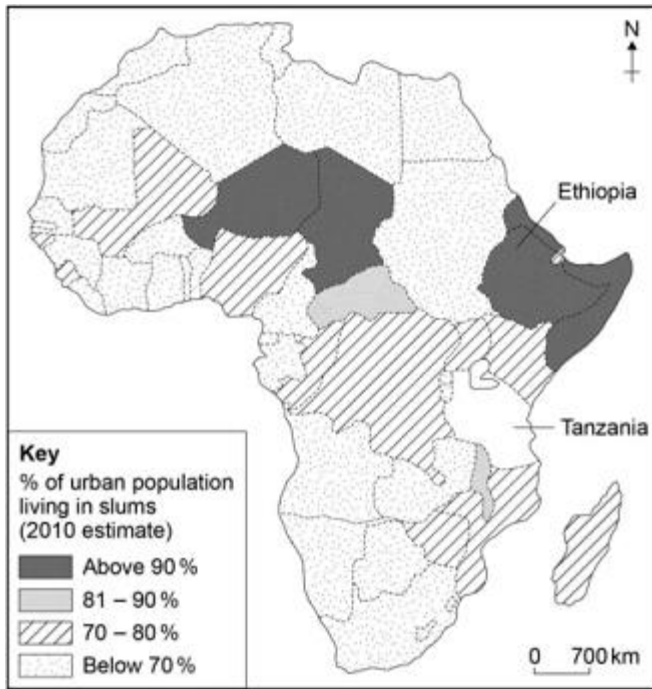 N
Ethiopia
Tanzania
Key
% of urban population
living in slums
(2010 estimate)
Above 90 %
81 – 90 %
70 – 80 %
Below 70 %
0 700 km